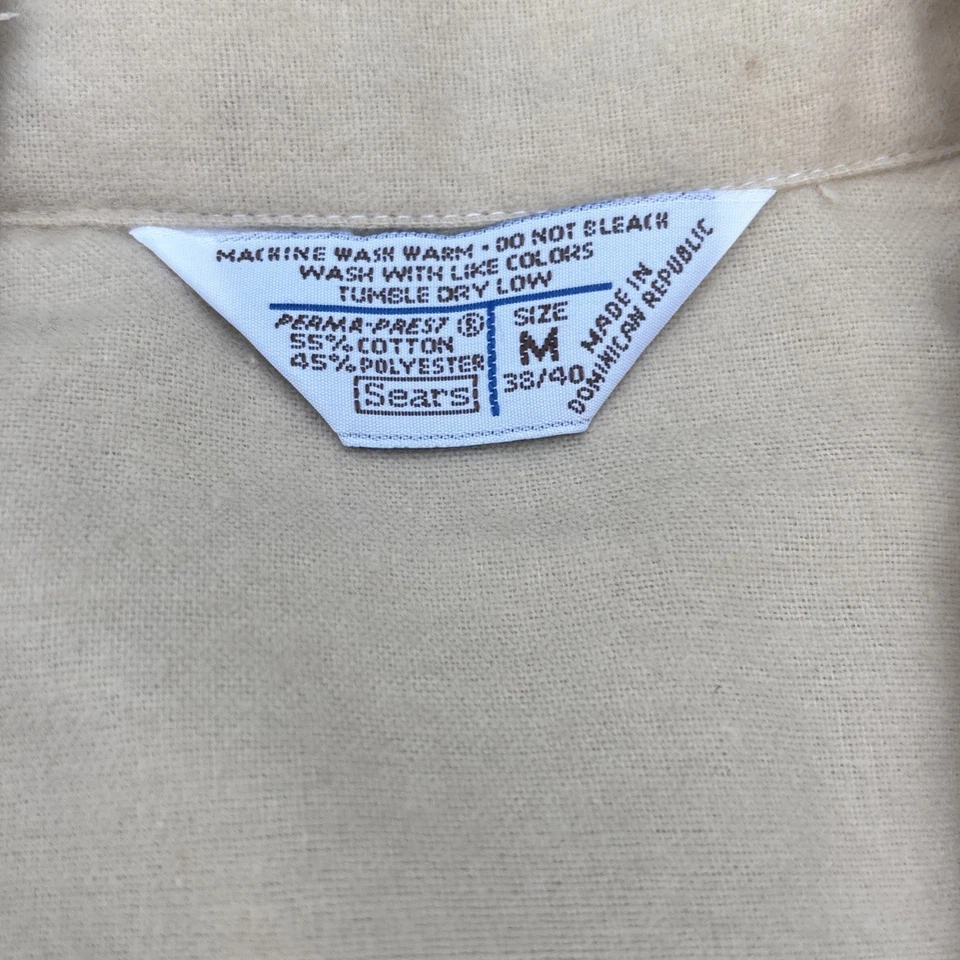 MACHINE WASH WARM • DO NOT BLEACH
WASH WITH LIKE COLORS
TUMBLE DRY LOW
PERMA-PREST ®
55% COTTON
45% POLYESTER
Sears
SIZE
M
38/40
MADE IN
DOMINICAN REPUBLIC